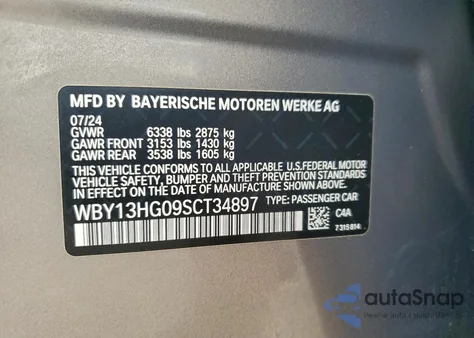 MFD BY BAYERISCHE MOTOREN WERKE AG
07/24
GVWR 6338 lbs 2875 kg
GAWR FRONT 3153 lbs 1430 kg
GAWR REAR 3538 lbs 1605 kg
THIS VEHICLE CONFORMS TO ALL APPLICABLE U.S.FEDERAL MOTOR
VEHICLE SAFETY, BUMPER AND THEFT PREVENTION STANDARDS
IN EFFECT ON THE DATE OF MANUFACTURE SHOWN ABOVE.
WBY13HG09SCT34897 TYPE: PASSENGER CAR
C4A
7315814
autoSnap